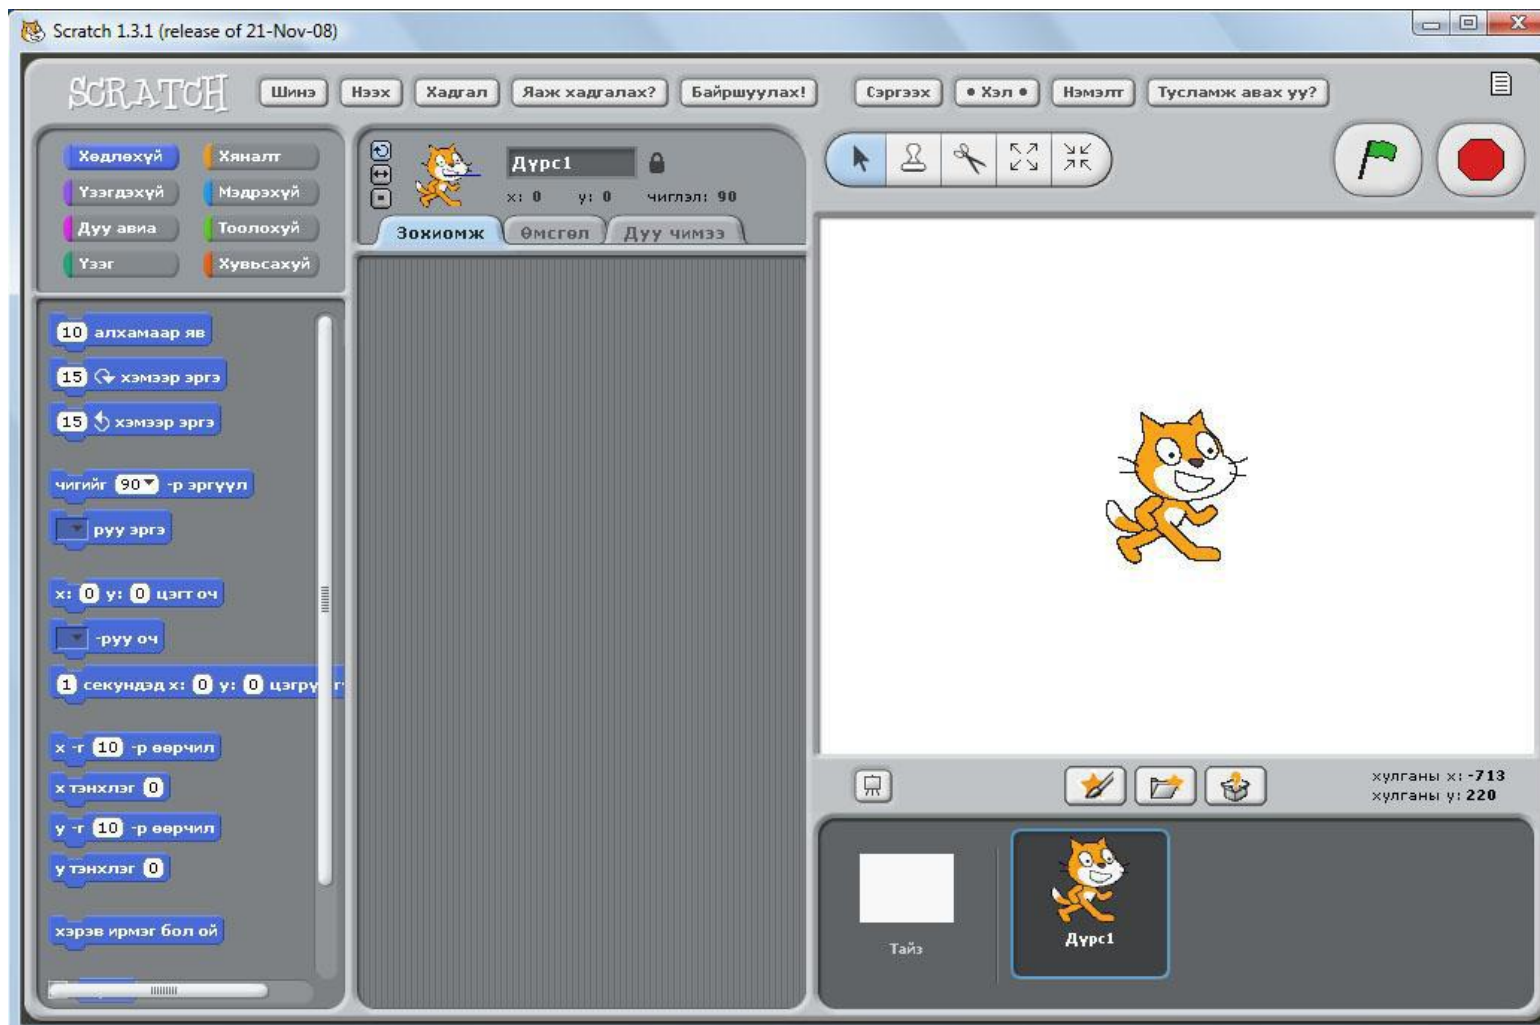 Scratch 1.3.1 (release of 21-Nov-08)
SCRATCH Шинэ Нээх Хадгал Яаж хадгалах? Байршуулах! Сэргээх • Хэл • Нэмэлт Тусламж авах уу?
Хөдлөхүй Хяналт
Үзэгдэхүй Мэдрэхүй
Дуу авиа Тоолохуй
Үзэг Хувьсахуй
Дүрс1
x: 0 y: 0 чиглэл: 90
Зохиомж Өмсгөл Дуу чимээ
10 алхамаар яв
15 хэмээр эргэ
15 хэмээр эргэ
чигийг 90 -р эргүүл
руу эргэ
x: 0 y: 0 цэгт оч
-руу оч
1 секундэд x: 0 y: 0 цэгрүү
x -г 10 -р өөрчил
x тэнхлэг 0
y -г 10 -р өөрчил
y тэнхлэг 0
хэрэв ирмэг бол ой
хулганы x: -713
хулганы y: 220
Тайз
Дүрс1